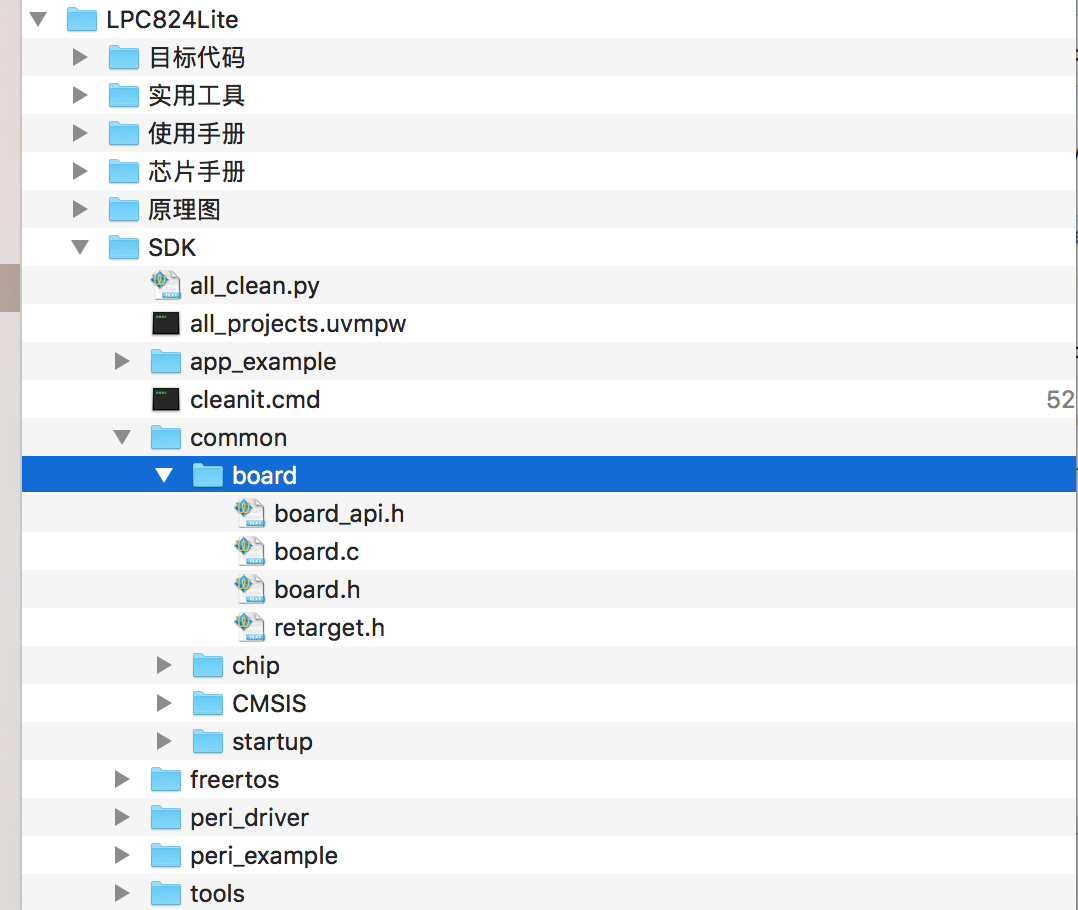 LPC824Lite
目标代码
实用工具
使用手册
芯片手册
原理图
SDK
all_clean.py
all_projects.uvmpw
app_example
cleanit.cmd 52
common
board
board_api.h
board.c
board.h
retarget.h
chip
CMSIS
startup
freertos
peri_driver
peri_example
tools